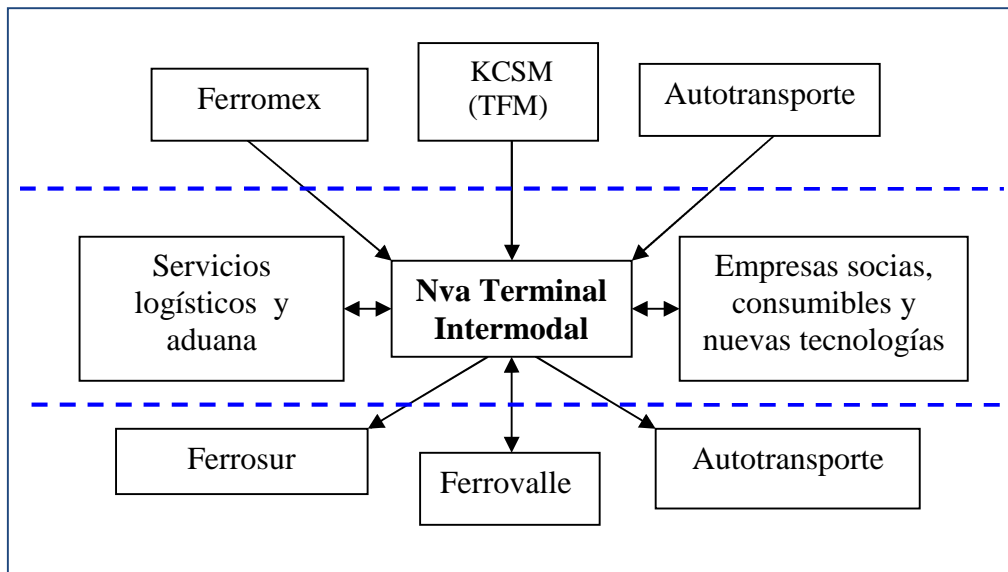 Ferromex
KCSM
(TFM)
Autotransporte
Servicios
logísticos y
aduana
Nva Terminal
Intermodal
Empresas socias,
consumibles y
nuevas tecnologías
Ferrosur
Ferrovalle
Autotransporte